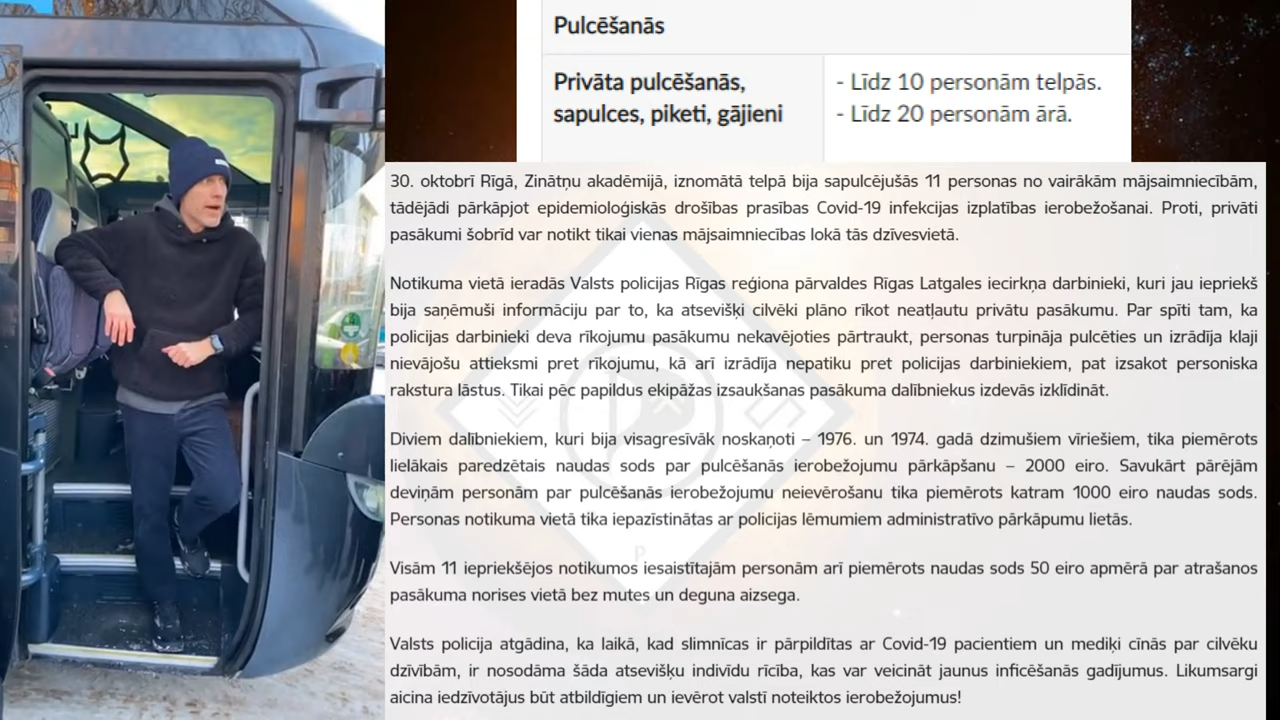 Pulcēšanās
Privāta pulcēšanās,
sapulces, piketi, gājieni
- Līdz 10 personām telpās.
- Līdz 20 personām ārā.
30. oktobrī Rīgā, Zinātņu akadēmijā, iznomātā telpā bija sapulcējušās 11 personas no vairākām mājsaimniecībām,
tādējādi pārkāpjot epidemioloģiskās drošības prasības Covid-19 infekcijas izplatības ierobežošanai. Proti, privāti
pasākumi šobrīd var notikt tikai vienas mājsaimniecības lokā tās dzīvesvietā.
Notikuma vietā ieradās Valsts policijas Rīgas reģiona pārvaldes Rīgas Latgales iecirkņa darbinieki, kuri jau iepriekš
bija saņēmuši informāciju par to, ka atsevišķi cilvēki plāno rīkot neatļautu privātu pasākumu. Par spīti tam, ka
policijas darbinieki deva rīkojumu pasākumu nekavējoties pārtraukt, personas turpināja pulcēties un izrādīja klaji
nievājošu attieksmi pret rīkojumu, kā arī izrādīja nepatiku pret policijas darbiniekiem, pat izsakot personiska
rakstura lāstus. Tikai pēc papildus ekipāžas izsaukšanas pasākuma dalībniekus izdevās izklīdināt.
Diviem dalībniekiem, kuri bija visagresīvāk noskaņoti – 1976. un 1974. gadā dzimušiem vīriešiem, tika piemērots
lielākais paredzētais naudas sods par pulcēšanās ierobežojumu pārkāpšanu – 2000 eiro. Savukārt pārējām
deviņām personām par pulcēšanās ierobežojumu neievērošanu tika piemērots katram 1000 eiro naudas sods.
Personas notikuma vietā tika iepazīstinātas ar policijas lēmumiem administratīvo pārkāpumu lietās.
P
Visām 11 iepriekšējos notikumos iesaistītajām personām arī piemērots naudas sods 50 eiro apmērā par atrašanos
pasākuma norises vietā bez mutes un deguna aizsega.
Valsts policija atgādina, ka laikā, kad slimnīcas ir pārpildītas ar Covid-19 pacientiem un mediķi cīnās par cilvēku
dzīvībām, ir nosodāma šāda atsevišķu indivīdu rīcība, kas var veicināt jaunus inficēšanās gadījumus. Likumsargi
aicina iedzīvotājus būt atbildīgiem un ievērot valstī noteiktos ierobežojumus!